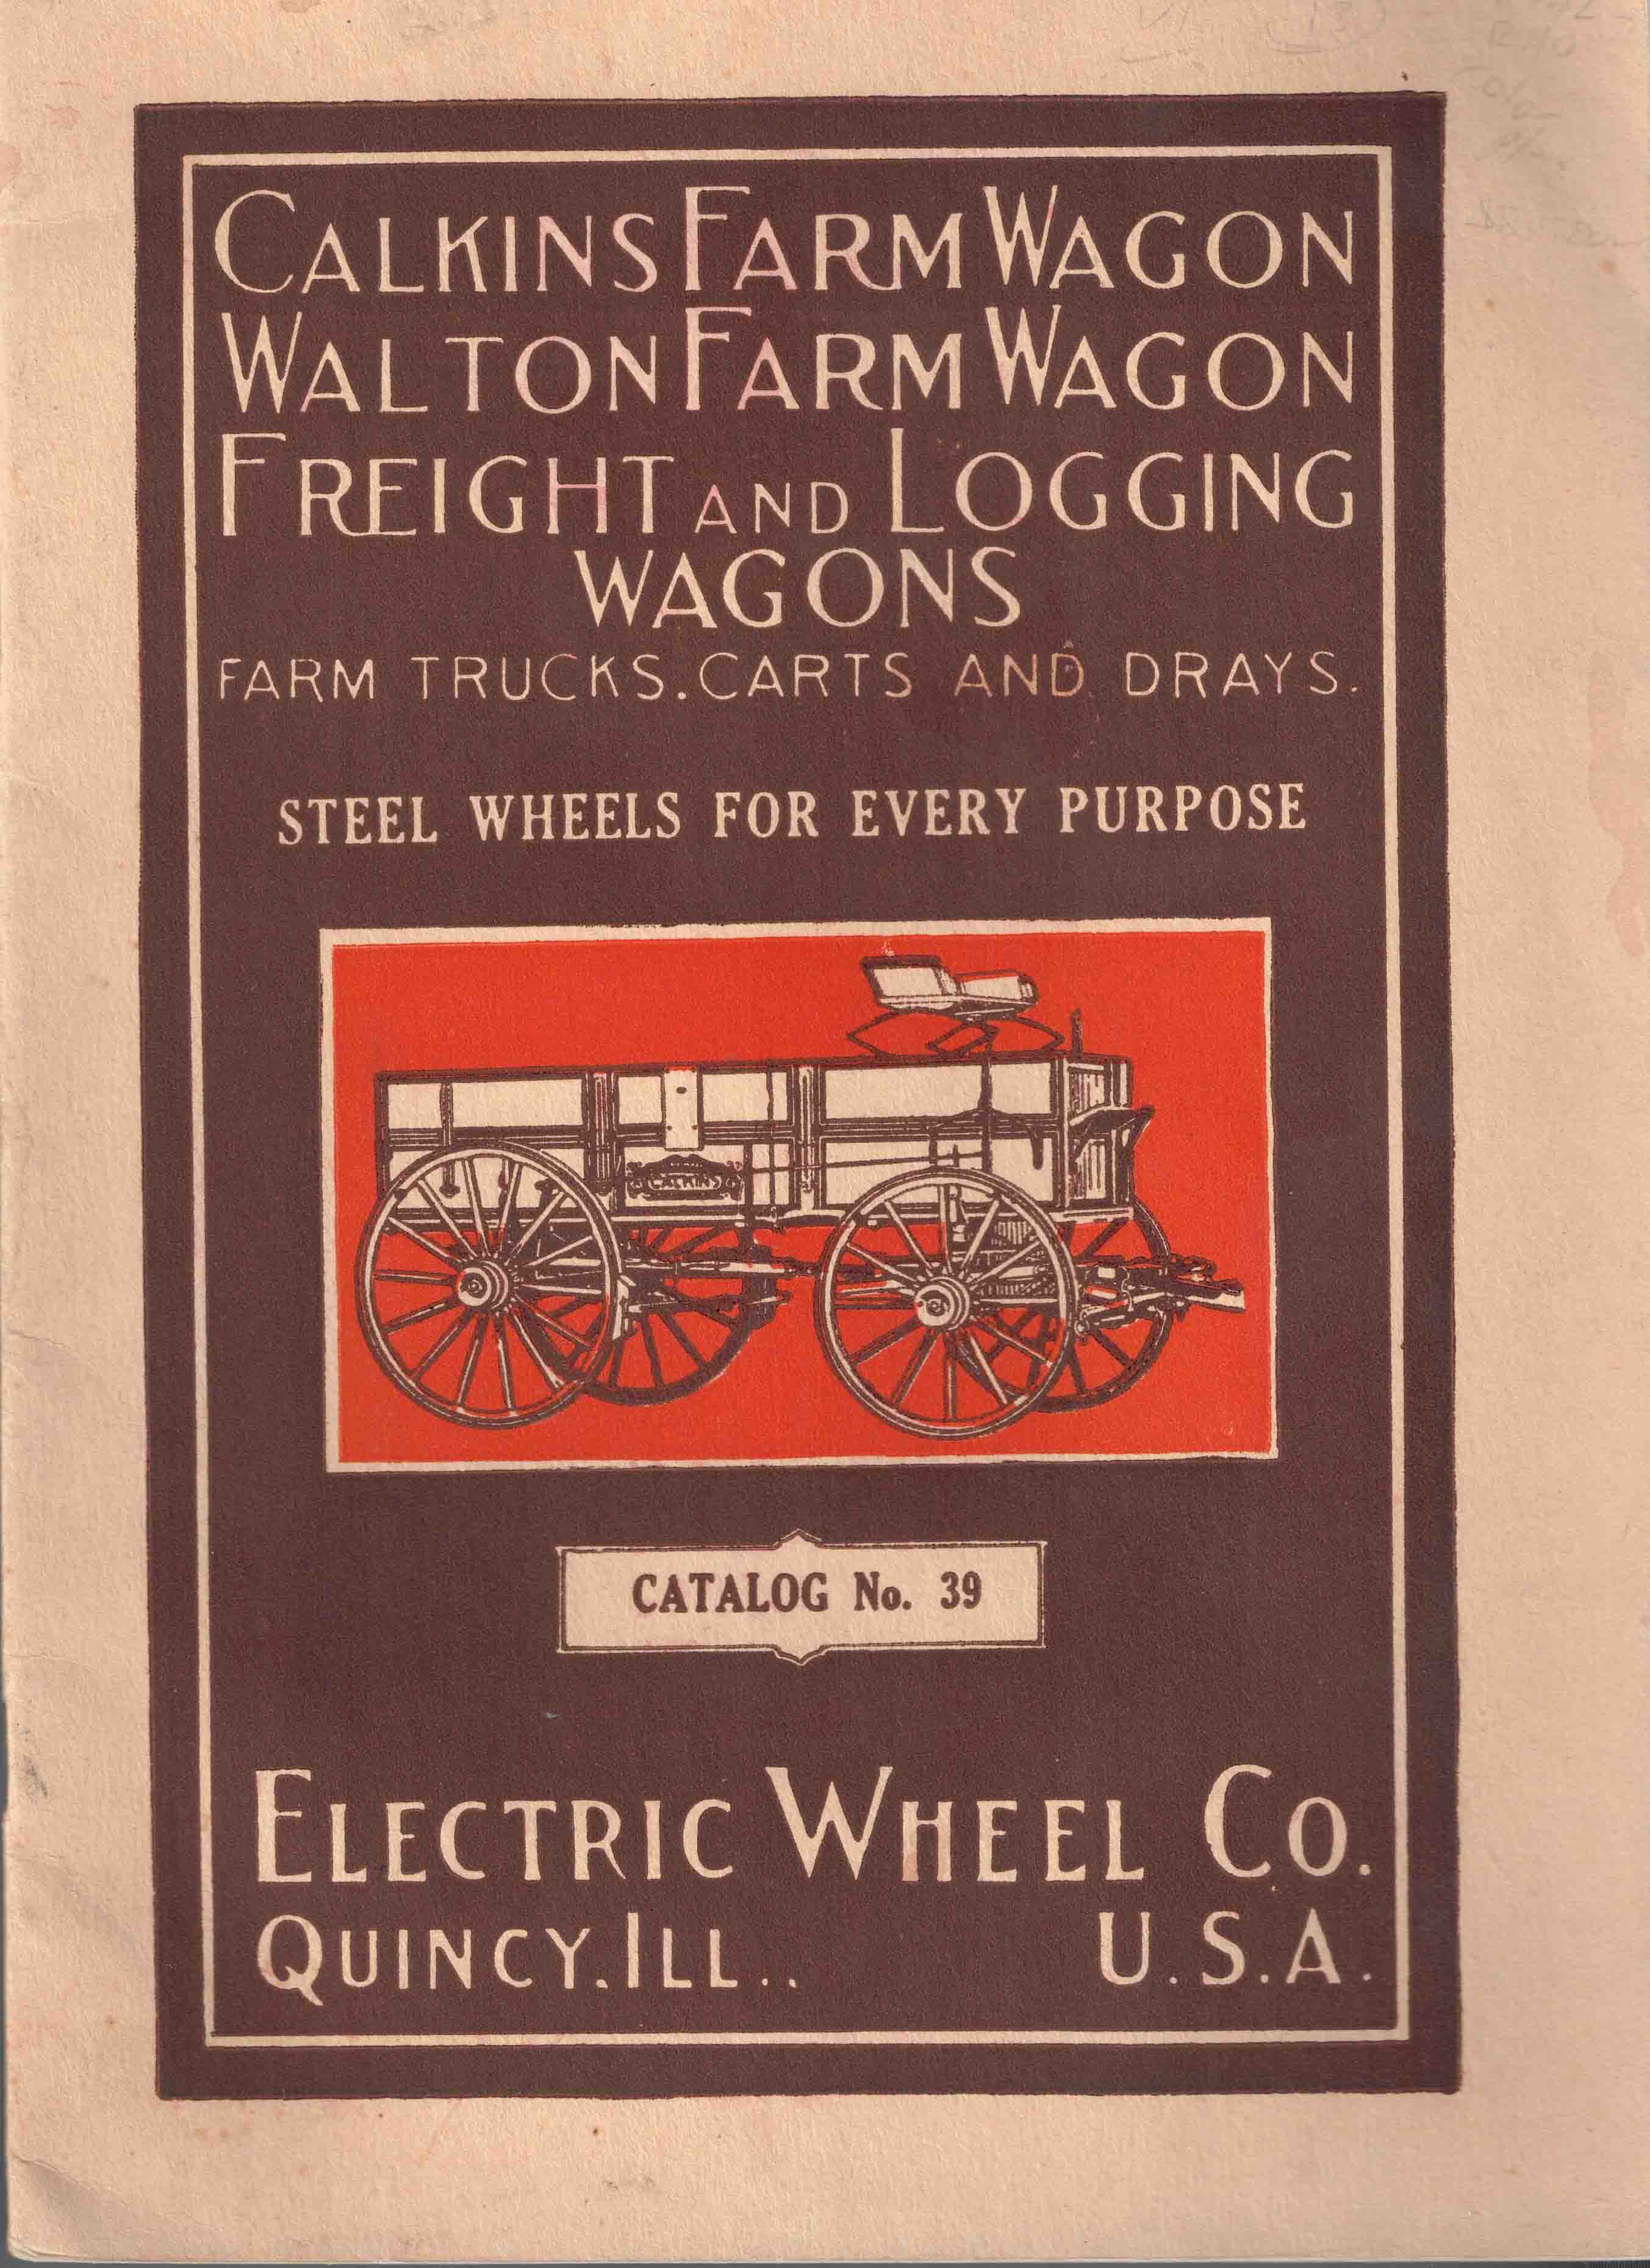 CALKINS FARM WAGON
WALTON FARM WAGON
FREIGHT AND LOGGING
WAGONS
FARM TRUCKS. CARTS AND DRAYS.
STEEL WHEELS FOR EVERY PURPOSE
CALKINS
CATALOG No. 39
ELECTRIC WHEEL CO.
QUINCY. ILL.. U.S.A.